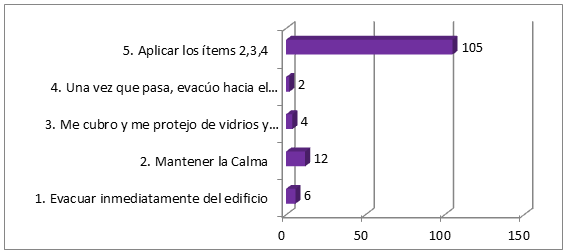 5. Aplicar los ítems 2,3,4
105
4. Una vez que pasa, evacúo hacia el...
2
3. Me cubro y me protejo de vidrios y...
4
2. Mantener la Calma
12
1. Evacuar inmediatamente del edificio
6
0 50 100 150